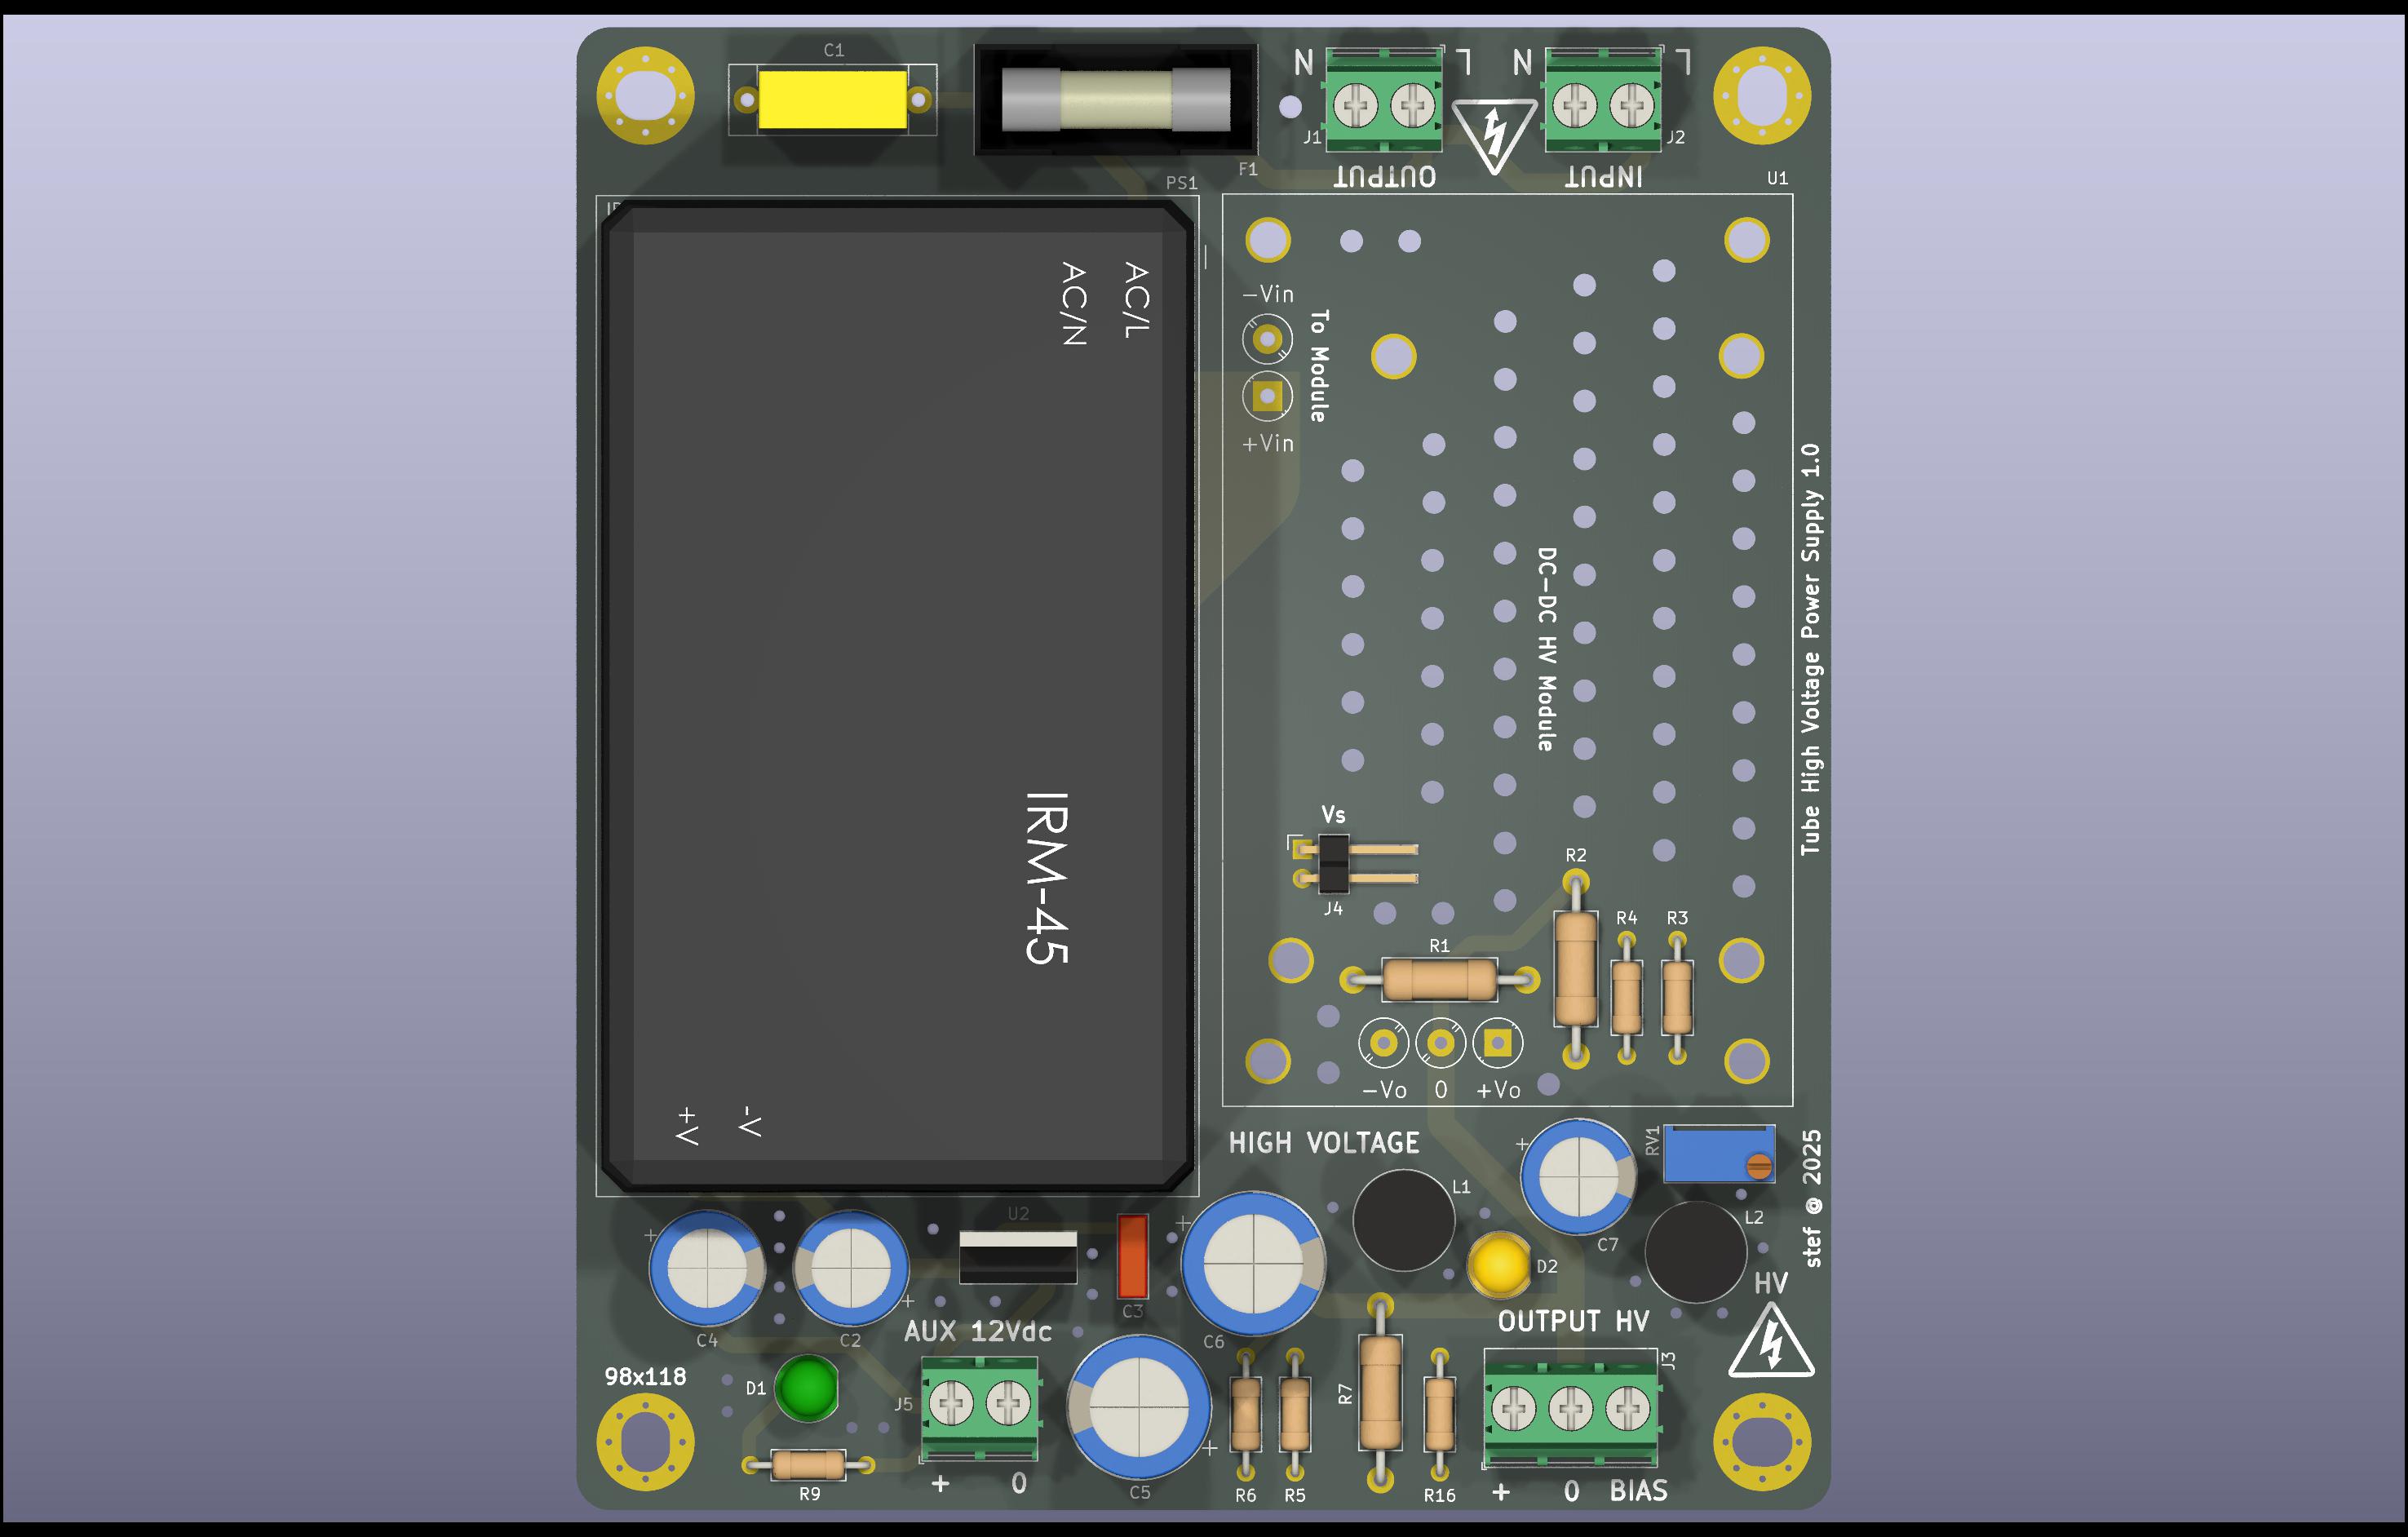 C1
N
L
N
L
J1
J2
F1
OUTPUT
INPUT
PS1
U1
AC/L
AC/N
IRM-45
+V
-V
-Vin
To Module
+Vin
DC-DC HV Module
Tube High Voltage Power Supply 1.0
Vs
J4
R2
R4
R3
R1
-Vo
0
+Vo
HIGH VOLTAGE
RV1
stef @ 2025
L1
L2
+
C7
U2
+
+
D2
HV
+
C3
C4
C2
AUX 12Vdc
C6
OUTPUT HV
98x118
D1
J5
R7
J3
+
R9
+
0
C5
R6
R5
R16
+
0
BIAS